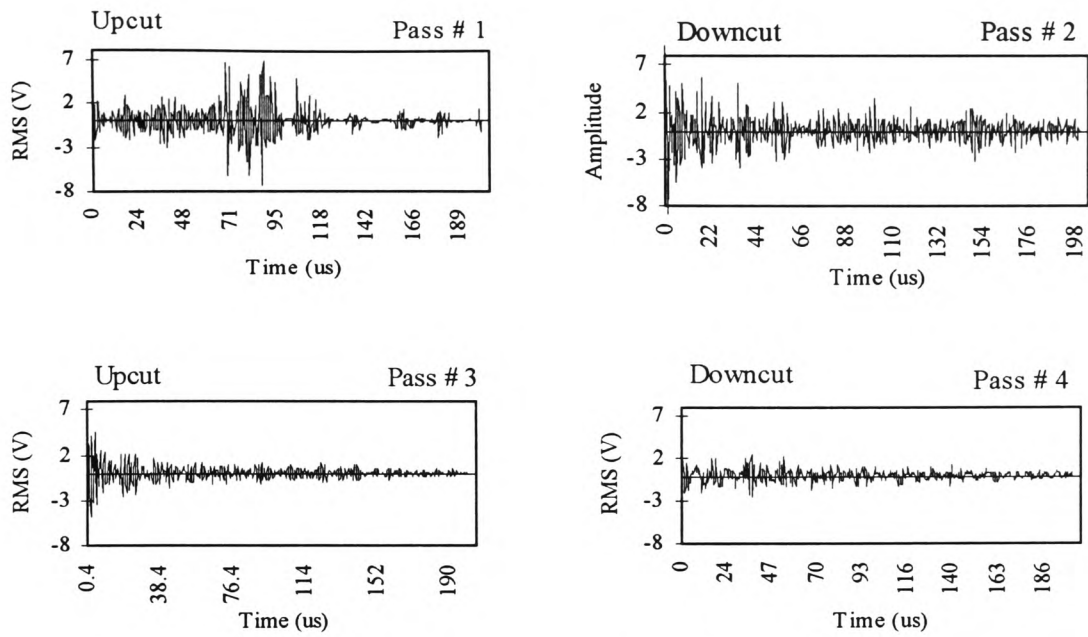 Upcut Pass # 1
7
2
-3
-8
RMS (V)
0 24 48 71 95 118 142 166 189
Time (us)
Downcut Pass # 2
7
2
-3
-8
Amplitude
0 22 44 66 88 110 132 154 176 198
Time (us)
Upcut Pass # 3
7
2
-3
-8
RMS (V)
0.4 38.4 76.4 114 152 190
Time (us)
Downcut Pass # 4
7
2
-3
-8
RMS (V)
0 24 47 70 93 116 140 163 186
Time (us)